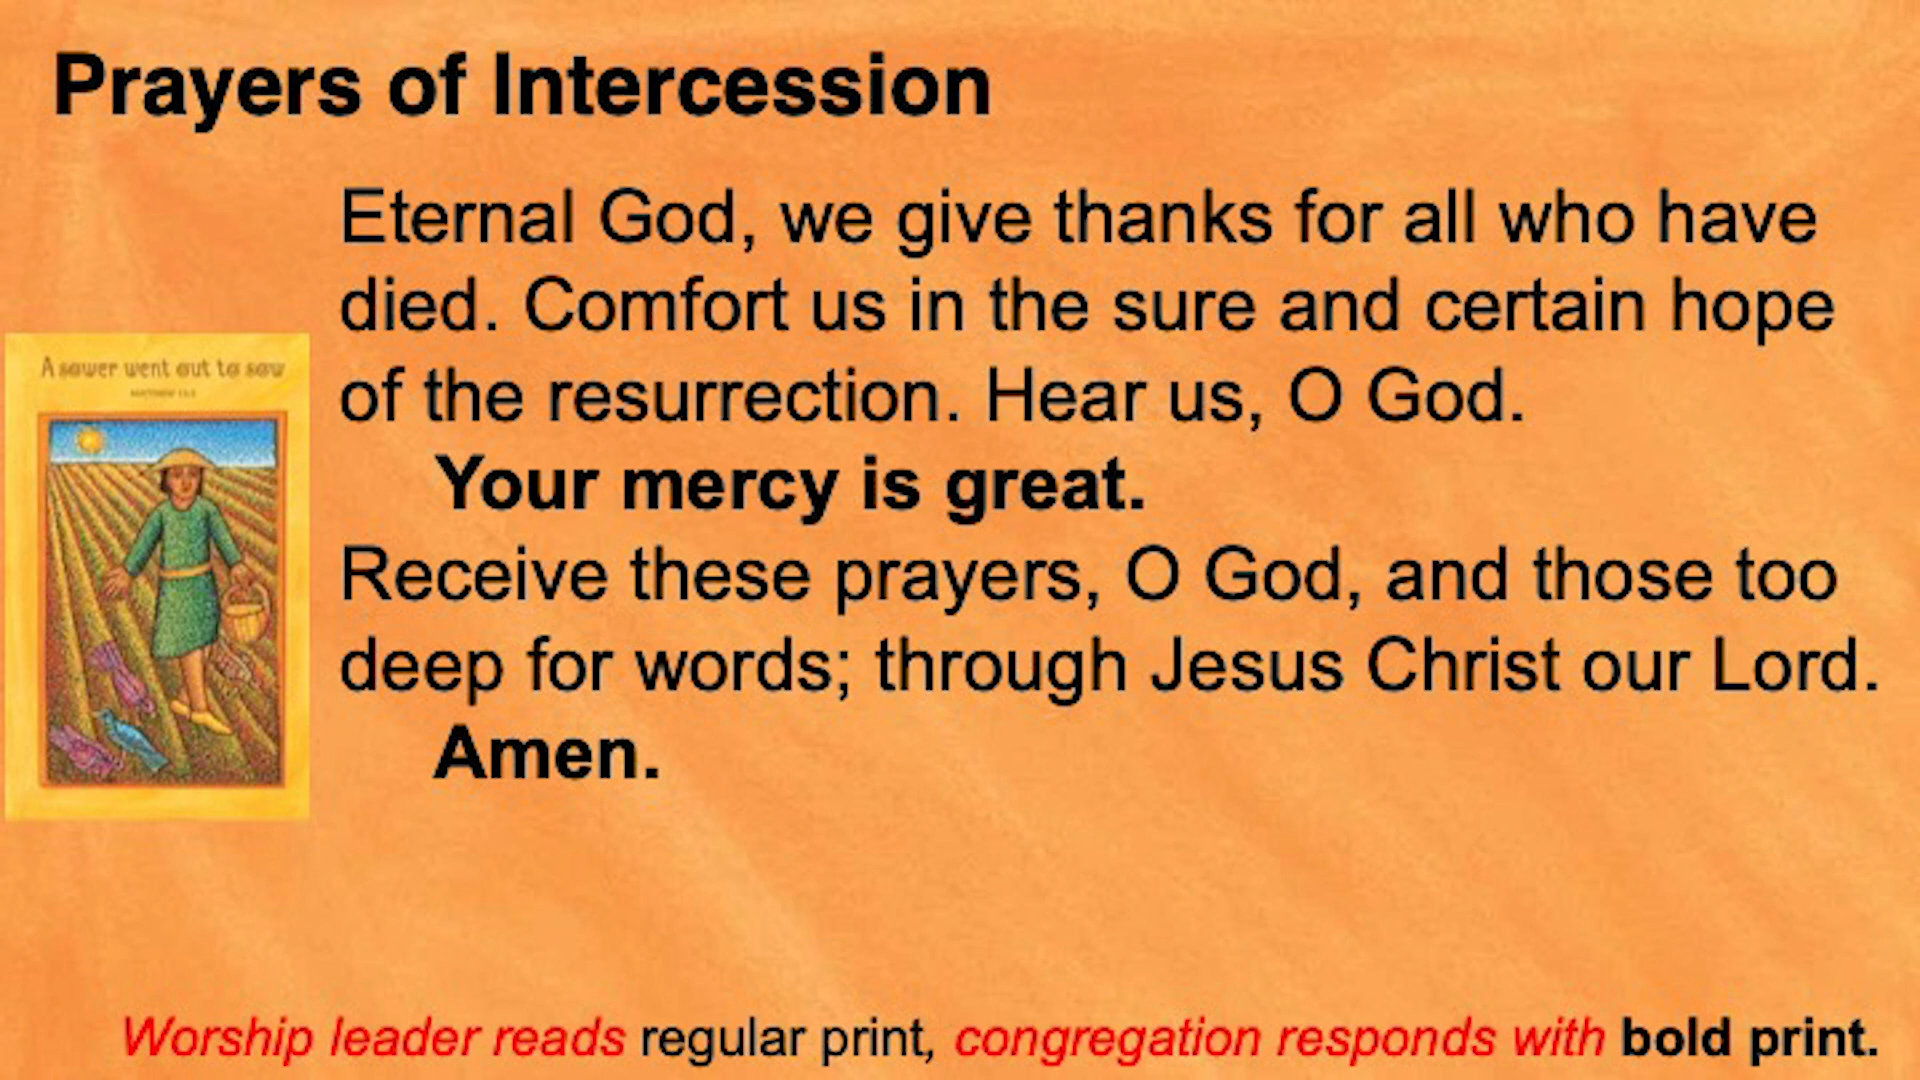 Prayers of Intercession
Eternal God, we give thanks for all who have
died. Comfort us in the sure and certain hope
of the resurrection. Hear us, O God.
Your mercy is great.
Receive these prayers, O God, and those too
deep for words; through Jesus Christ our Lord.
Amen.
A sower went out to sow
Worship leader reads regular print, congregation responds with bold print.